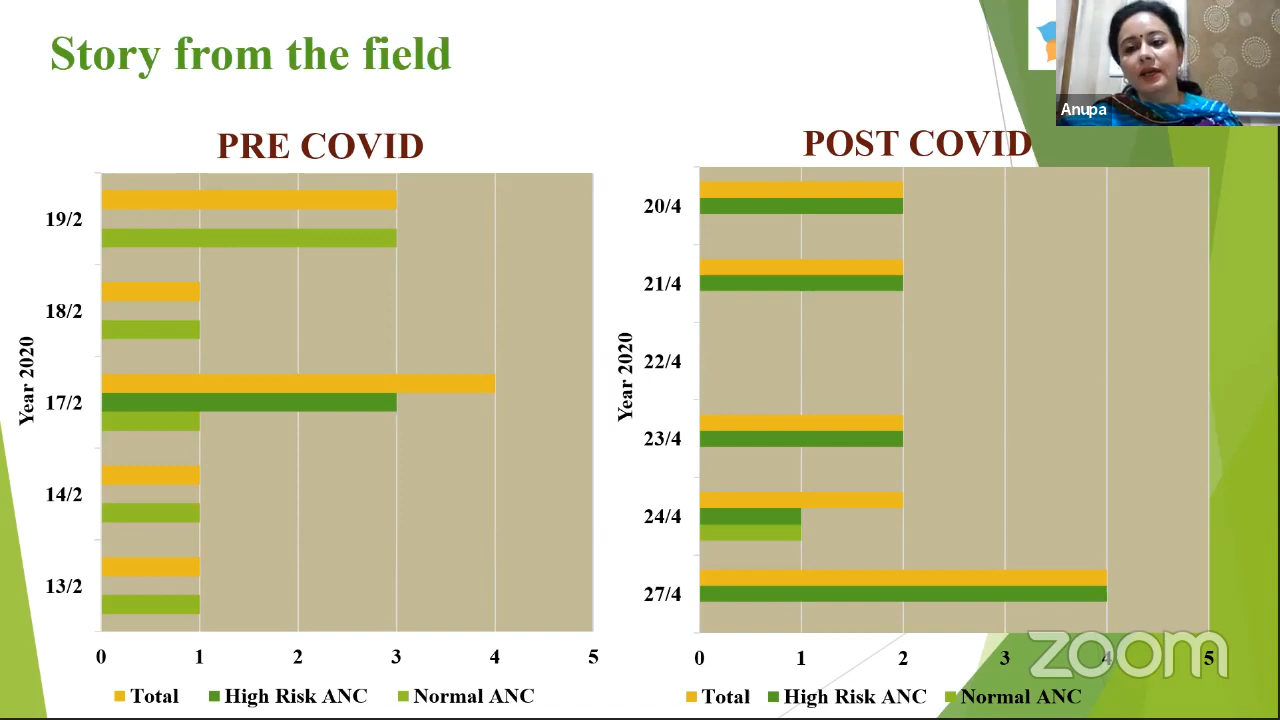 Story from the field
Anupa
PRE COVID
19/2
18/2
17/2
14/2
13/2
Year 2020
0 1 2 3 4 5
Total High Risk ANC Normal ANC
POST COVID
20/4
21/4
22/4
23/4
24/4
27/4
Year 2020
0 1 2 3 4 5
Total High Risk ANC Normal ANC
zoom